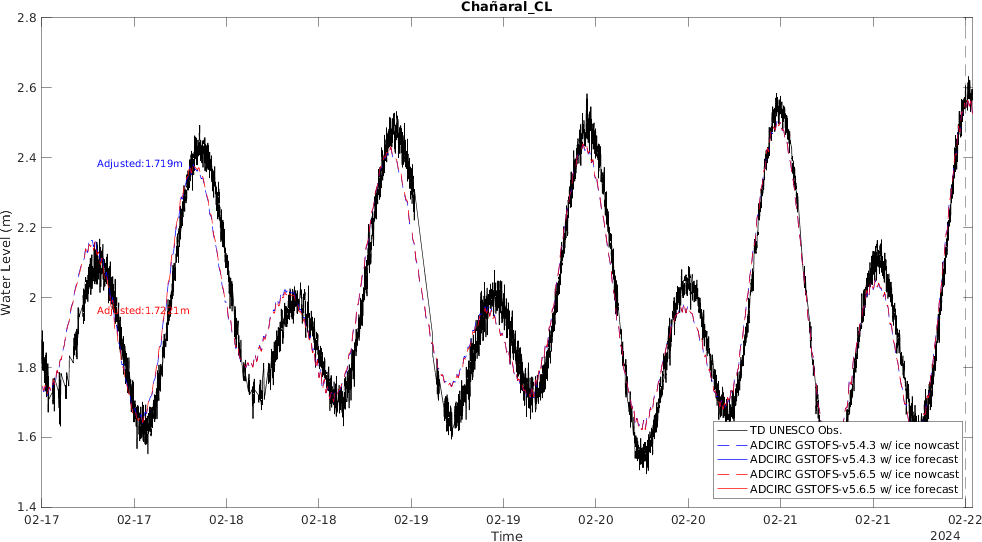 Chañaral_CL
2.8
2.6
2.4
2.2
2
1.8
1.6
1.4
Water Level (m)
Adjusted:1.719m
TD UNESCO Obs.
ADCIRC GSTOFS-v5.4.3 w/ ice nowcast
ADCIRC GSTOFS-v5.4.3 w/ ice forecast
ADCIRC GSTOFS-v5.6.5 w/ ice nowcast
ADCIRC GSTOFS-v5.6.5 w/ ice forecast
02-17 02-17 02-18 02-18 02-19 02-19 02-20 02-20 02-21 02-21 02-22
Time
2024